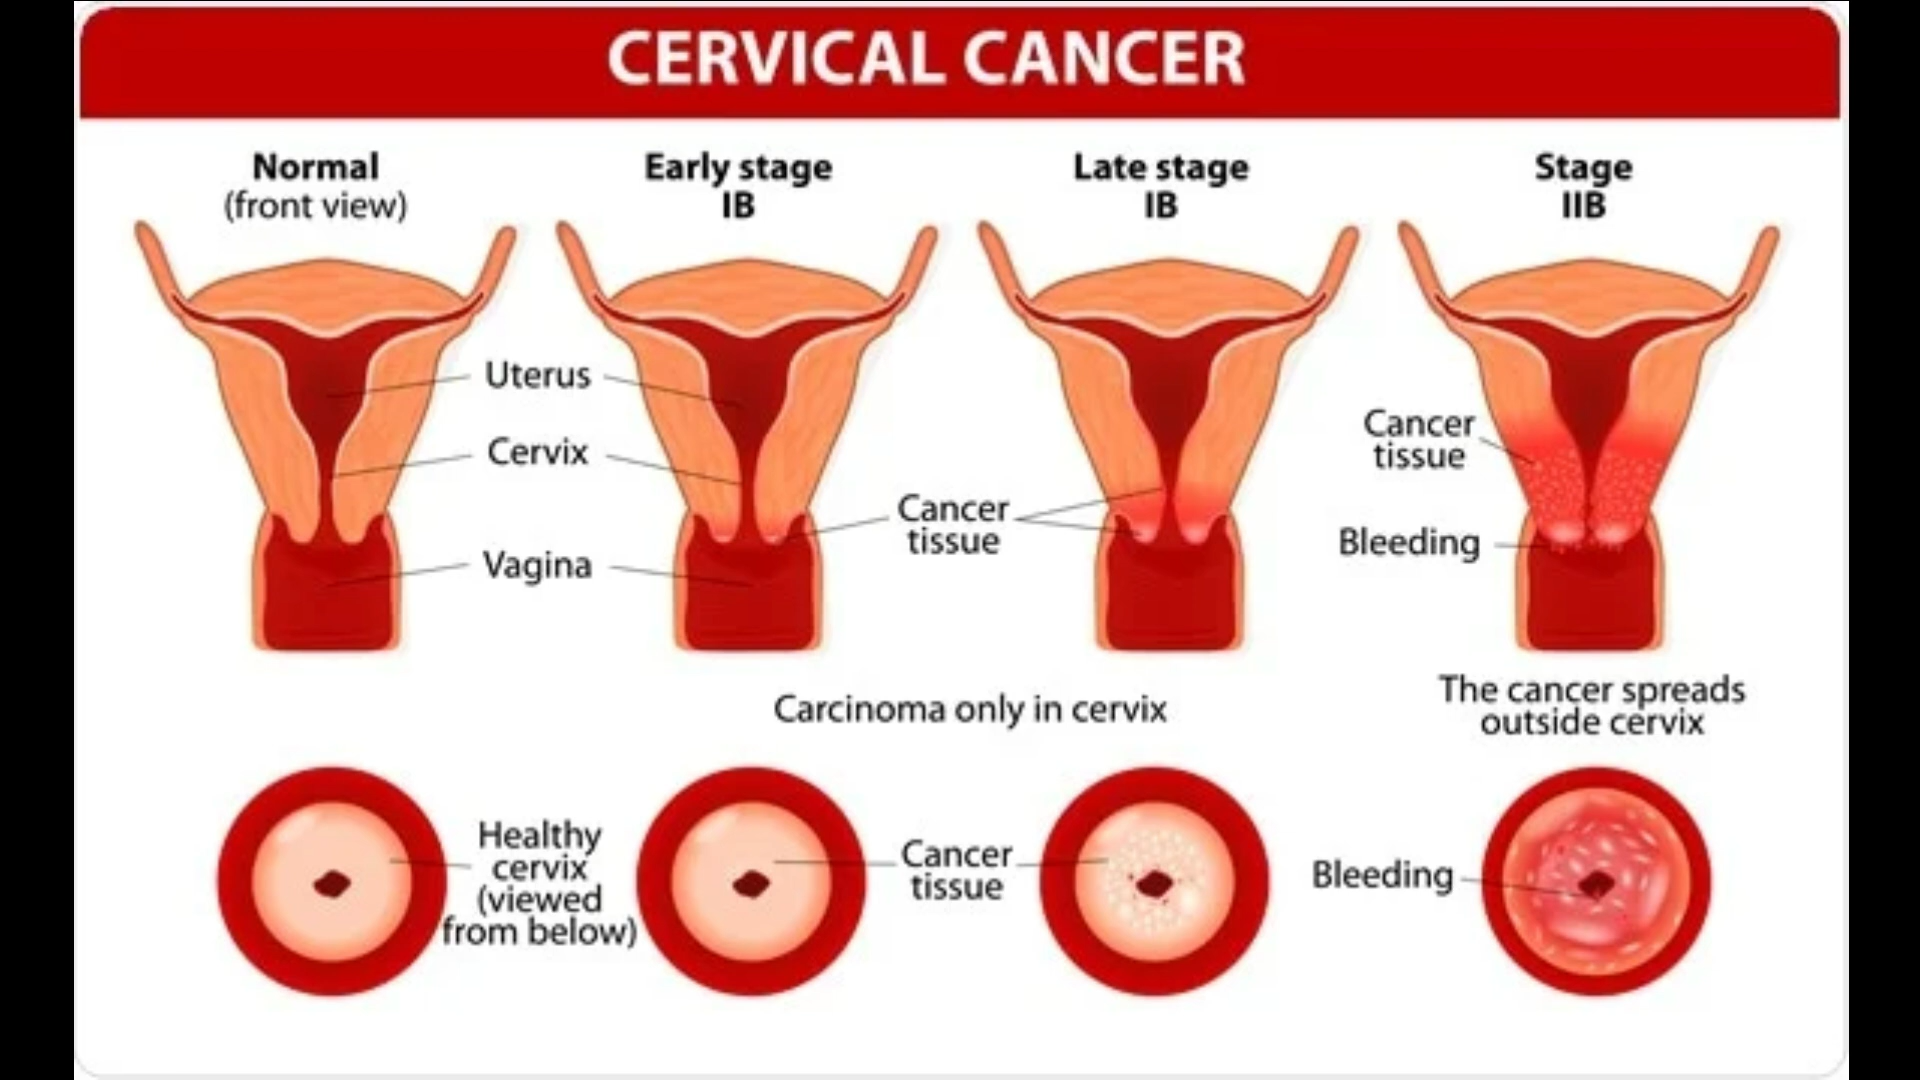 CERVICAL CANCER
Normal
(front view)
Early stage
IB
Late stage
IB
Stage
IIB
Uterus
Cervix
Vagina
Cancer
tissue
Cancer
tissue
Bleeding
Carcinoma only in cervix
The cancer spreads
outside cervix
Healthy
cervix
(viewed
from below)
Cancer
tissue
Bleeding